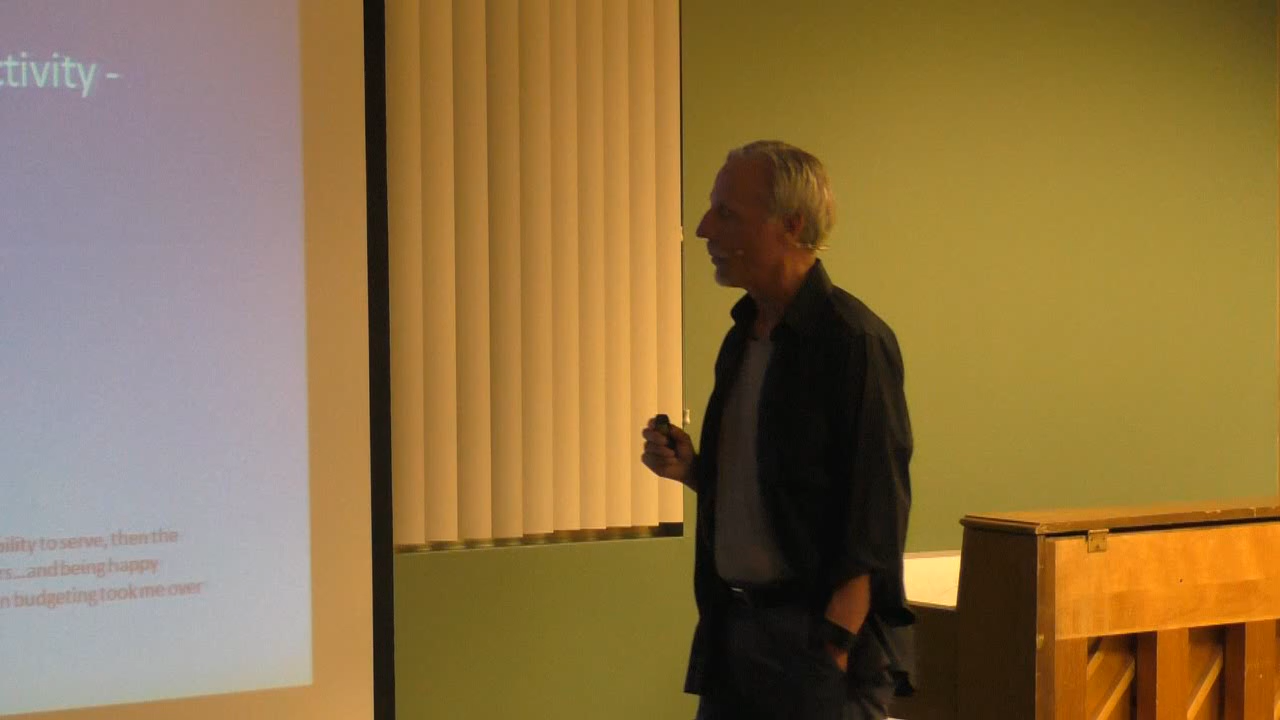 ctivity -
bility to serve, then the
rs...and being happy
n budgeting took me over